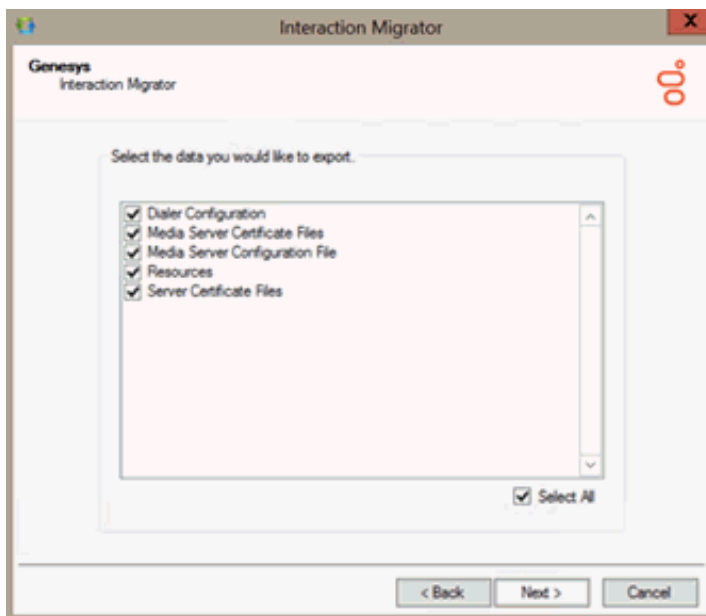 Interaction Migrator
X
Genesys
Interaction Migrator
Select the data you would like to export.
Dialer Configuration
Media Server Certificate Files
Media Server Configuration File
Resources
Server Certificate Files
Select All
< Back
Next >
Cancel